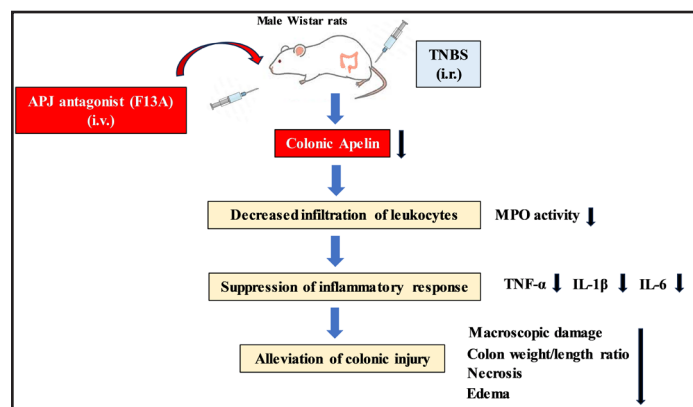 Male Wistar rats
TNBS
(i.r.)
APJ antagonist (F13A)
(i.v.)
Colonic Apelin
Decreased infiltration of leukocytes
MPO activity
Suppression of inflammatory response
TNF-α IL-1β IL-6
Macroscopic damage
Colon weight/length ratio
Alleviation of colonic injury
Necrosis
Edema